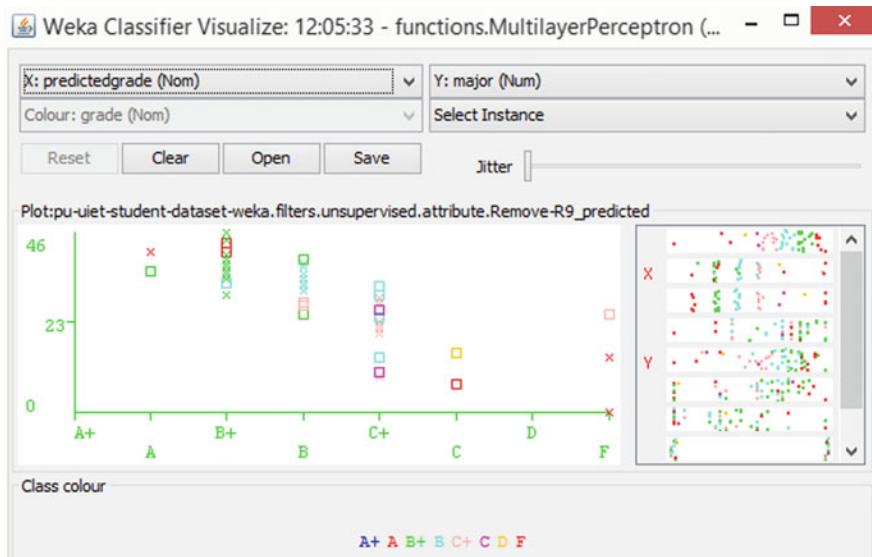 Weka Classifier Visualize: 12:05:33 - functions.MultilayerPerceptron (...
X: predictedgrade (Nom) Y: major (Num)
Colour: grade (Nom) Select Instance
Reset Clear Open Save Jitter
Plot:pu-uiet-student-dataset-weka.filters.unsupervised.attribute.Remove-R9_predicted
46
X
23
Y
0
A+ B+ C+ D
A B C F
Class colour
A+ A B+ B C+ C D F